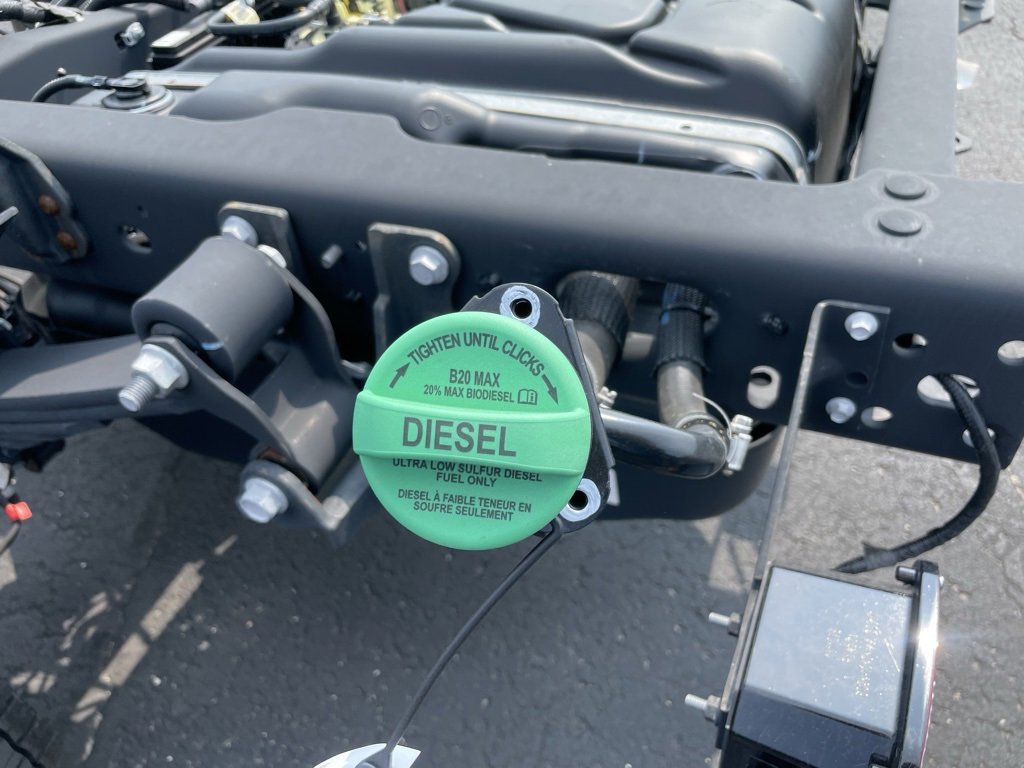 TIGHTEN UNTIL CLICKS
B20 MAX
20% MAX BIODIESEL
DIESEL
ULTRA LOW SULFUR DIESEL
FUEL ONLY
DIESEL À FAIBLE TENEUR EN
SOUFRE SEULEMENT